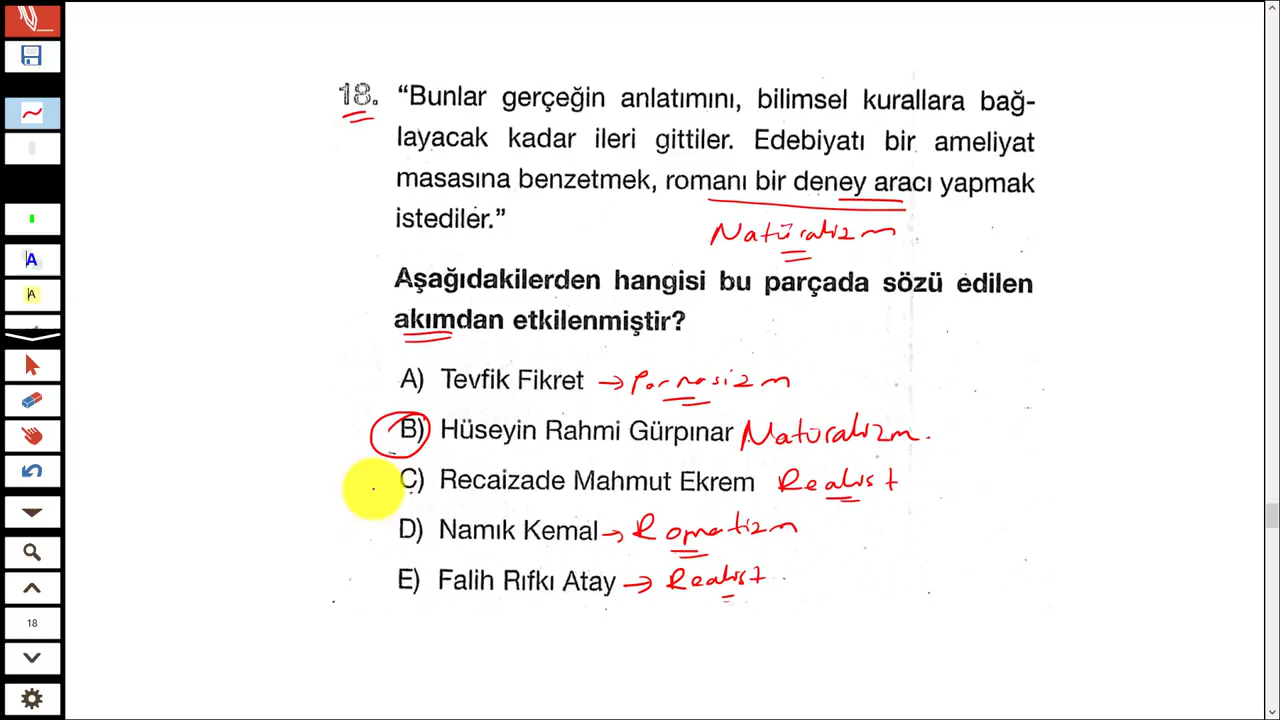 18. “Bunlar gerçeğin anlatımını, bilimsel kurallara bağ-
layacak kadar ileri gittiler. Edebiyatı bir ameliyat
masasına benzetmek, romanı bir deney aracı yapmak
istediler.”
Natüralizm
Aşağıdakilerden hangisi bu parçada sözü edilen
akımdan etkilenmiştir?
A) Tevfik Fikret → Parnasizm
B) Hüseyin Rahmi Gürpınar Natüralizm.
C) Recaizade Mahmut Ekrem Realist
D) Namık Kemal → Romatizm
E) Falih Rıfkı Atay → Realist
A
A
18